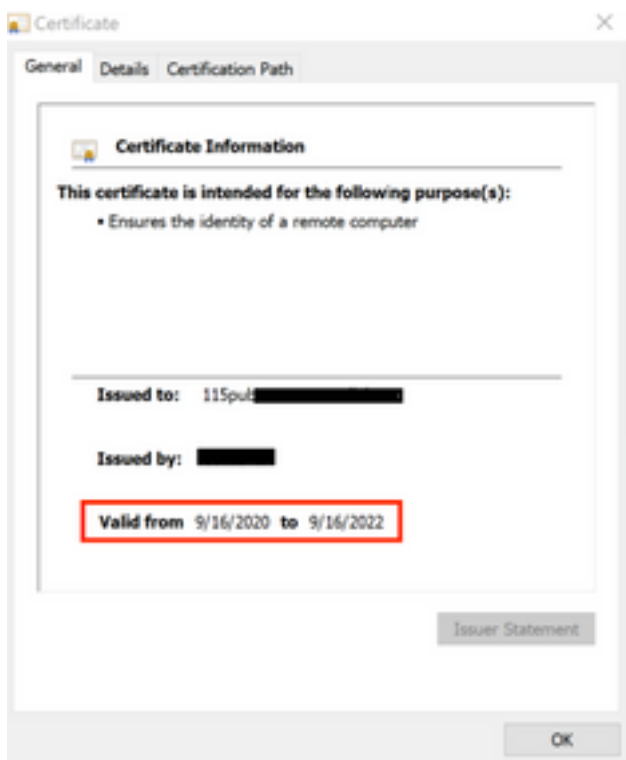 Certificate
General Details Certification Path
Certificate Information
This certificate is intended for the following purpose(s):
• Ensures the identity of a remote computer
Issued to: 115pub
Issued by:
Valid from 9/16/2020 to 9/16/2022
Issuer Statement
OK